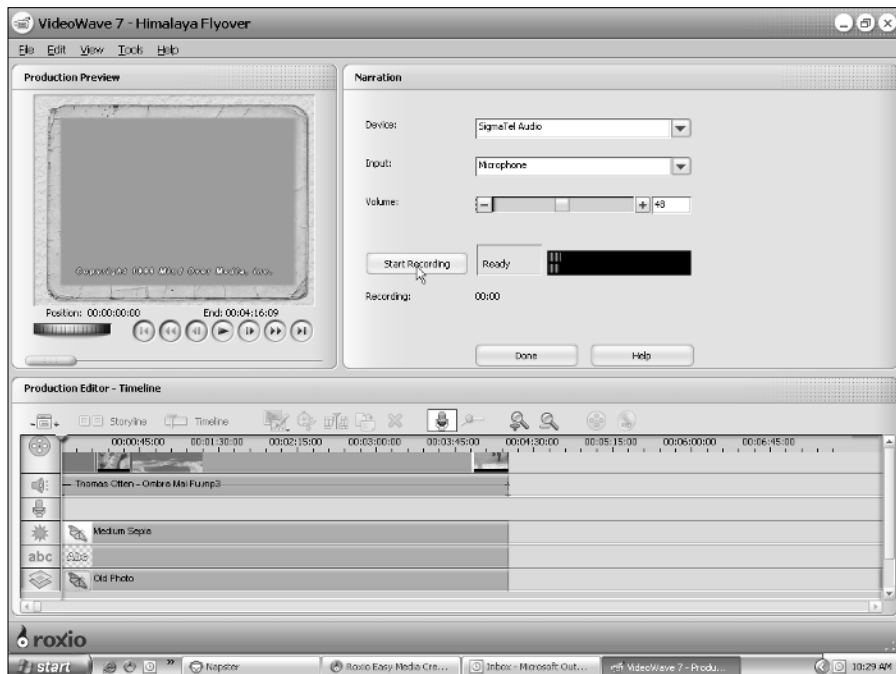 VideoWave 7 - Himalaya Flyover
File Edit View Tools Help
Production Preview
Narration
Device:
SigmaTel Audio
Input:
Microphone
Volume:
48
Start Recording
Ready
Recording:
00:00
Done
Help
Position: 00:00:00:00
End: 00:04:16:09
Production Editor - Timeline
Storyline
Timeline
00:00:45:00 00:01:30:00 00:02:15:00 00:03:00:00 00:03:45:00 00:04:30:00 00:05:15:00 00:06:00:00 00:06:45:00
Thomas Otten - Ombra Mai Fu.mp3
Medium Sepia
abc
Abc
Old Photo
roxio
start
Napster
Roxio Easy Media Cre...
Inbox - Microsoft Out...
VideoWave 7 - Produ...
10:29 AM